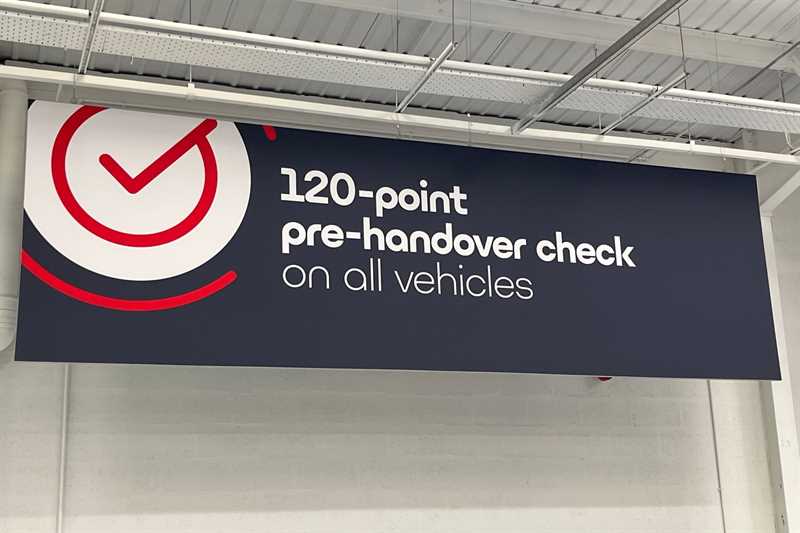 120-point
pre-handover check
on all vehicles